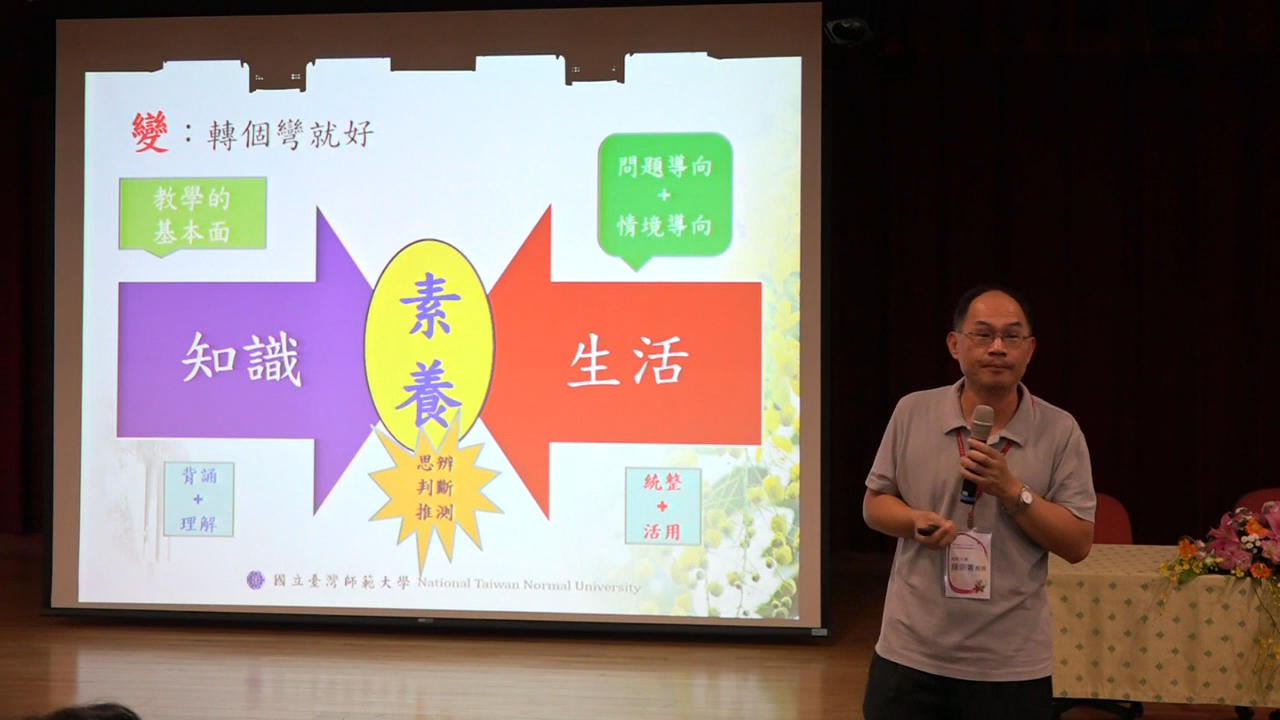 變：轉個彎就好
教學的
基本面
問題導向
+
情境導向
知識
素
養
生活
背誦
+
理解
思辨
判斷
推測
統整
+
活用
國立臺灣師範大學 National Taiwan Normal University